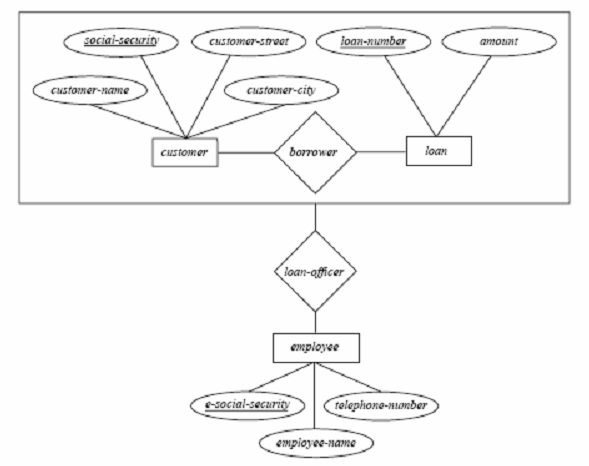 social-security
customer-street
loan-number
amount
customer-name
customer-city
customer
borrower
loan
loan-officer
employee
e-social-security
telephone-number
employee-name